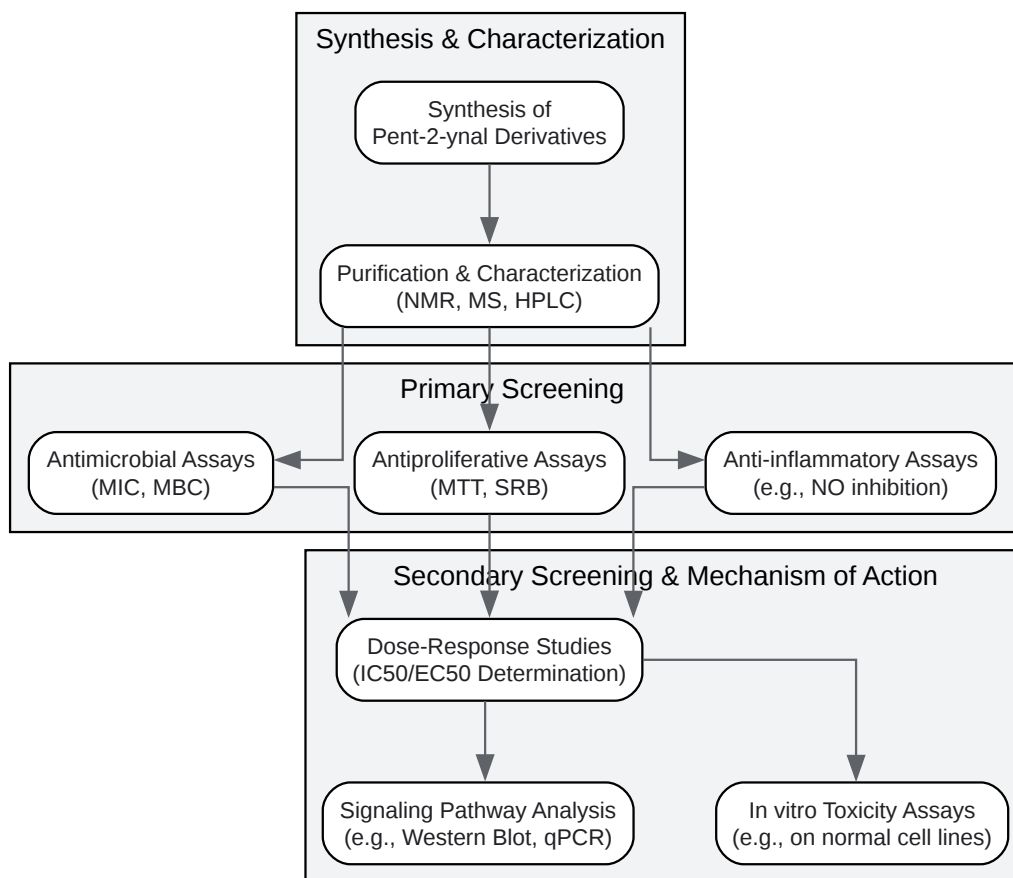 Synthesis & Characterization
Synthesis of
Pent-2-ynal Derivatives
Purification & Characterization
(NMR, MS, HPLC)
Primary Screening
Antimicrobial Assays
(MIC, MBC)
Antiproliferative Assays
(MTT, SRB)
Anti-inflammatory Assays
(e.g., NO inhibition)
Secondary Screening & Mechanism of Action
Dose-Response Studies
(IC50/EC50 Determination)
Signaling Pathway Analysis
(e.g., Western Blot, qPCR)
In vitro Toxicity Assays
(e.g., on normal cell lines)